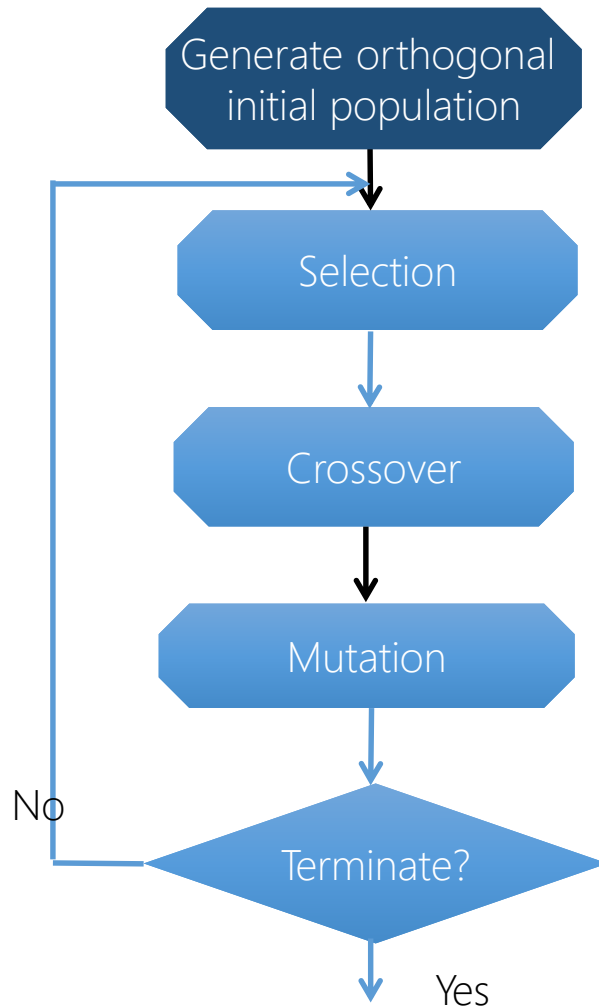 Generate orthogonal
initial population
Selection
Crossover
Mutation
No
Terminate?
Yes